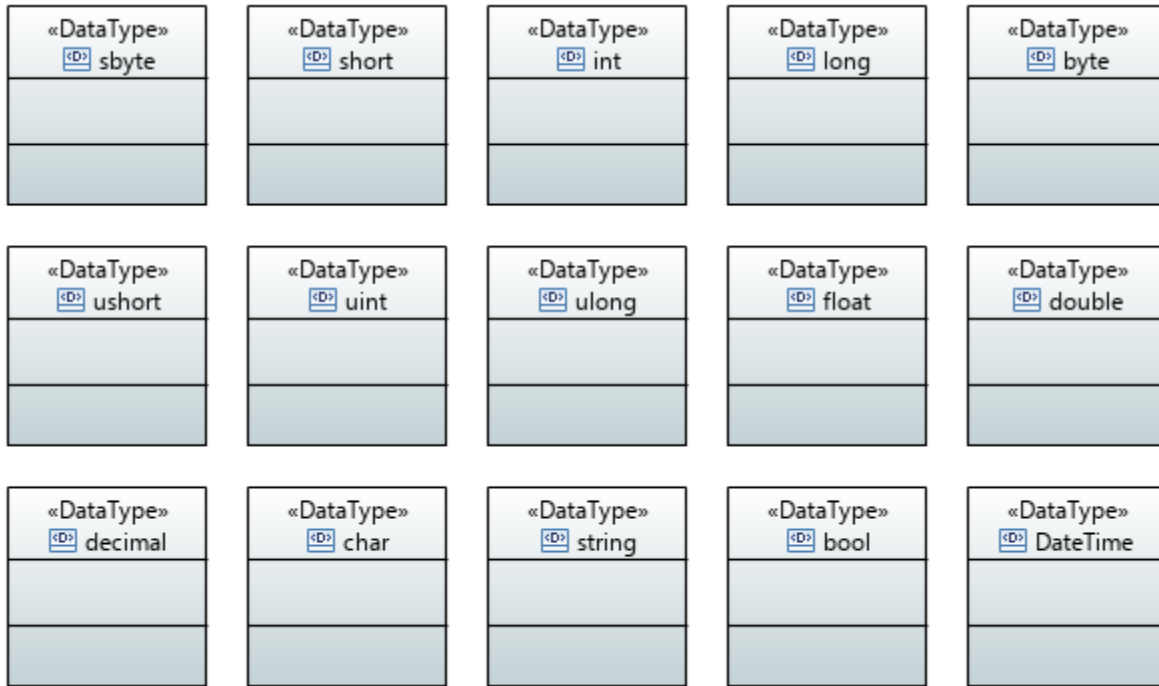 «DataType»
<D> sbyte
«DataType»
<D> short
«DataType»
<D> int
«DataType»
<D> long
«DataType»
<D> byte
«DataType»
<D> ushort
«DataType»
<D> uint
«DataType»
<D> ulong
«DataType»
<D> float
«DataType»
<D> double
«DataType»
<D> decimal
«DataType»
<D> char
«DataType»
<D> string
«DataType»
<D> bool
«DataType»
<D> DateTime